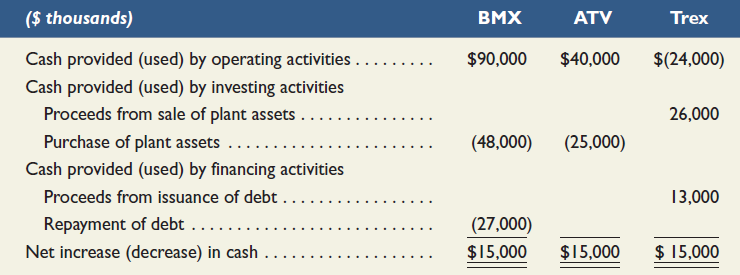 ($ thousands) BMX ATV Trex
Cash provided (used) by operating activities . . . . . . . . . $90,000 $40,000 $(24,000)
Cash provided (used) by investing activities
Proceeds from sale of plant assets . . . . . . . . . . . . . . . 26,000
Purchase of plant assets . . . . . . . . . . . . . . . . . . . . . . . (48,000) (25,000)
Cash provided (used) by financing activities
Proceeds from issuance of debt . . . . . . . . . . . . . . . . . 13,000
Repayment of debt . . . . . . . . . . . . . . . . . . . . . . . . . . . (27,000)
Net increase (decrease) in cash . . . . . . . . . . . . . . . . . . . $15,000 $15,000 $ 15,000